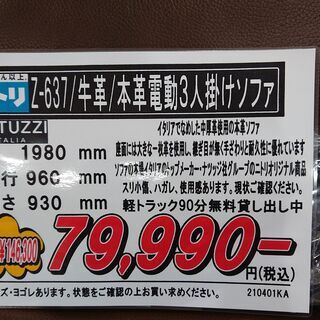 ん以上。
トリ
Z-637/牛革/本革電動3人掛けソファ
TUZZI
ITALIA
イタリアでなめした中厚革使用の本革ソファ
座面には大きな一枚革を使用し、継ぎ目が無く手ざわりと耐久性に優れています
ソファの本場イタリアのトップメーカー・ナツッジ社グループのニトリオリジナル商品
スリ小傷、ハガレ、使用感あります。現状ご確認ください。
1980 mm
行 960 mm
さ 930 mm
軽トラック90分無料貸し出し中
79,990-
円(税込)
ズ・ヨゴレあります。状態をご確認の上お買い求めください。
210401KA